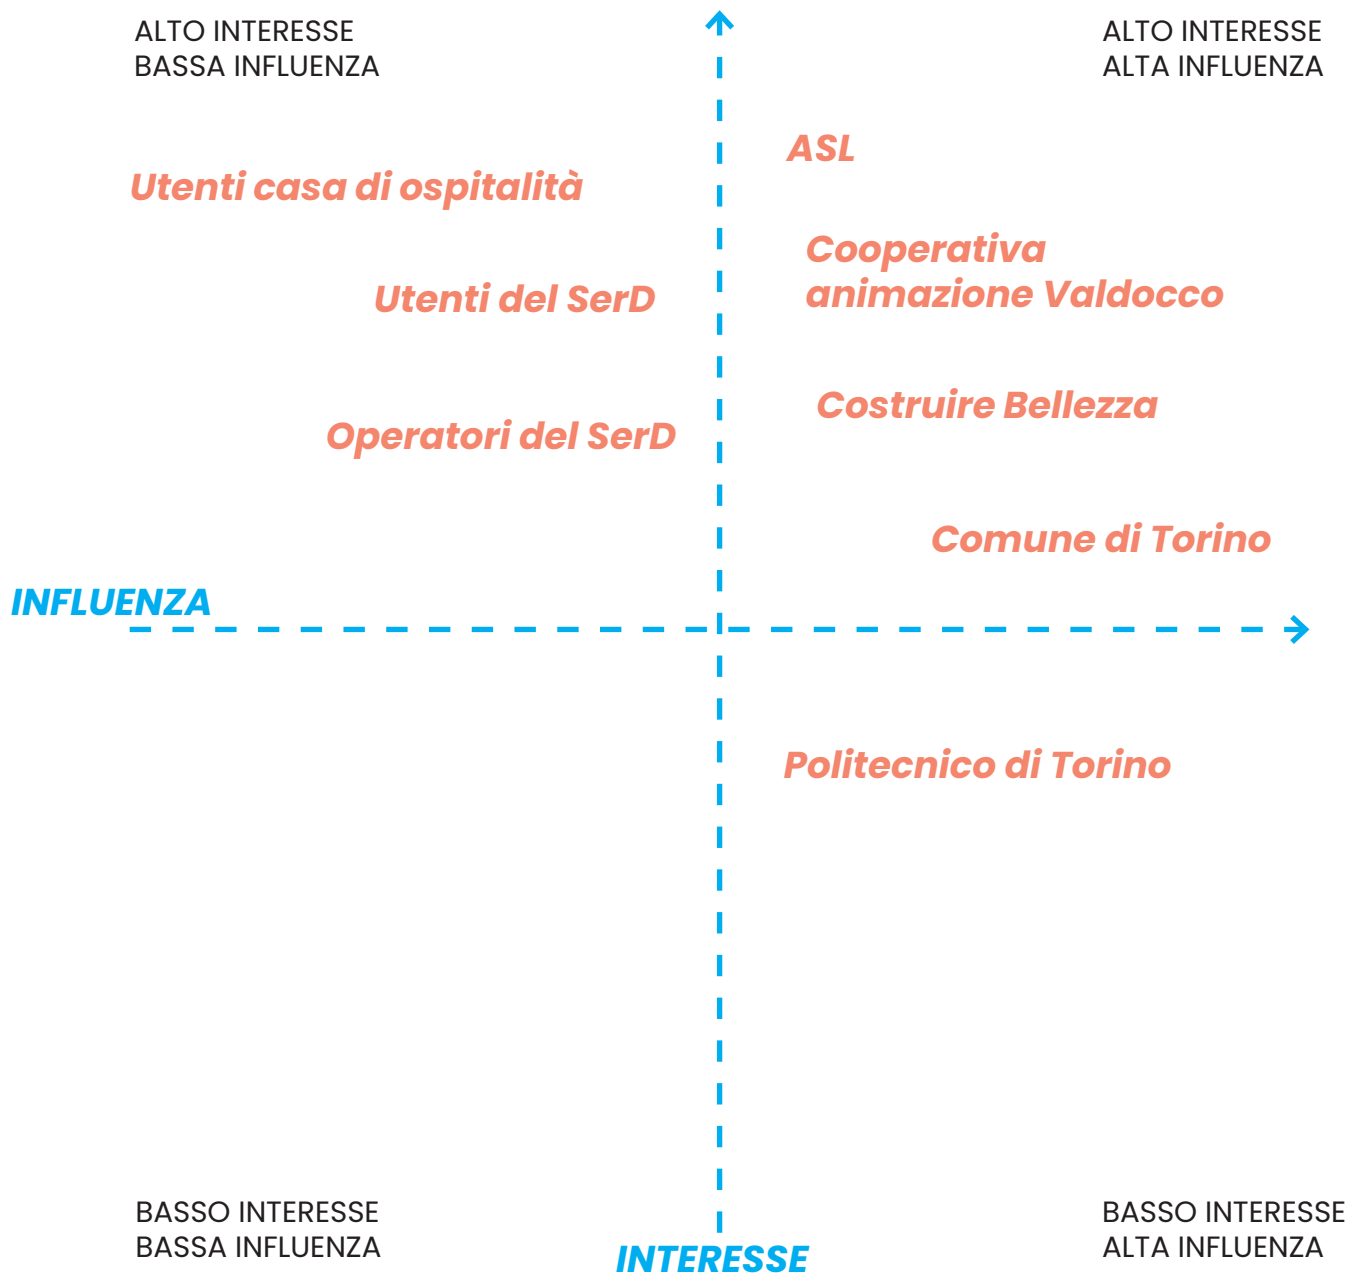 ALTO INTERESSE
BASSA INFLUENZA
ALTO INTERESSE
ALTA INFLUENZA
ASL
Utenti casa di ospitalità
Cooperativa
animazione Valdocco
Utenti del SerD
Costruire Bellezza
Operatori del SerD
Comune di Torino
INFLUENZA
Politecnico di Torino
BASSO INTERESSE
BASSA INFLUENZA
BASSO INTERESSE
ALTA INFLUENZA
INTERESSE